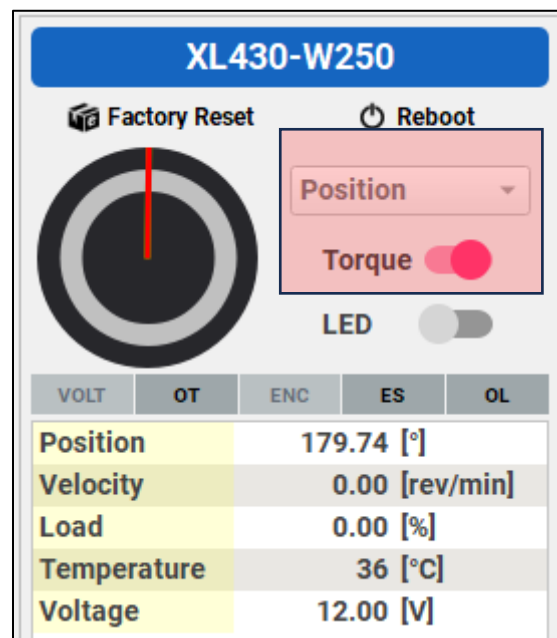 XL430-W250
Factory Reset Reboot
Position
Torque
LED
VOLT OT ENC ES OL
Position 179.74 [°]
Velocity 0.00 [rev/min]
Load 0.00 [%]
Temperature 36 [°C]
Voltage 12.00 [V]